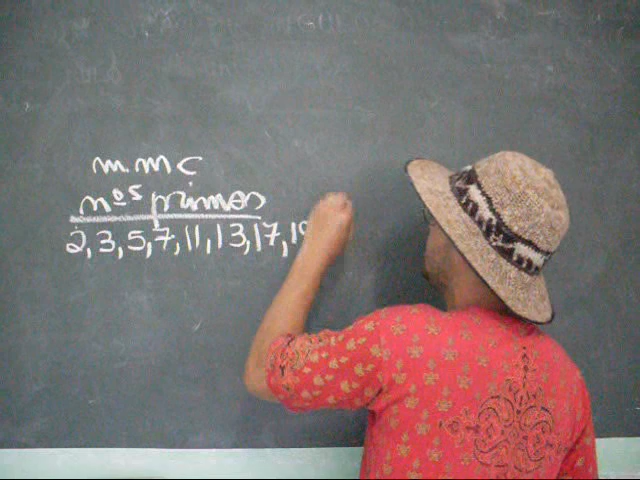 m.m c
nos primos
2, 3, 5, 7, 11, 13, 17, 19